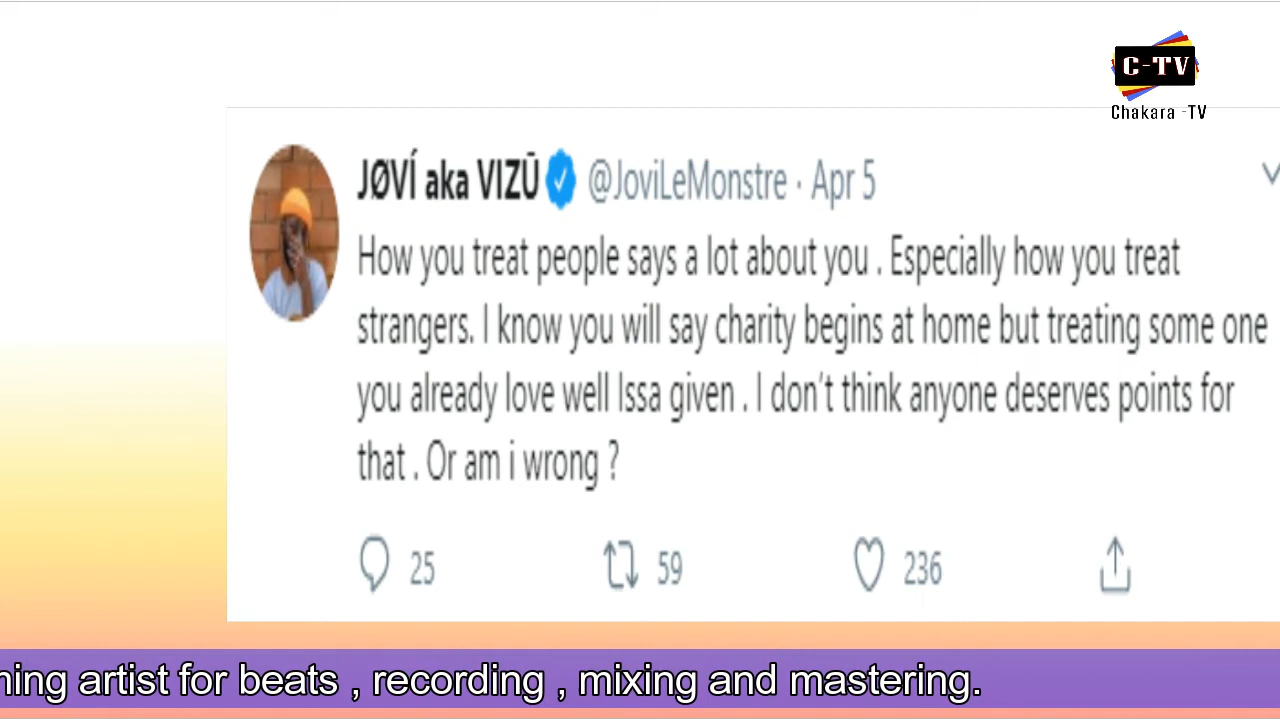 C-TV
Chakara -TV
JØVÍ aka VIZŪ @JoviLeMonstre · Apr 5
How you treat people says a lot about you . Especially how you treat
strangers. I know you will say charity begins at home but treating some one
you already love well Issa given . I don't think anyone deserves points for
that . Or am i wrong ?
25 59 236
artist for beats , recording , mixing and mastering.